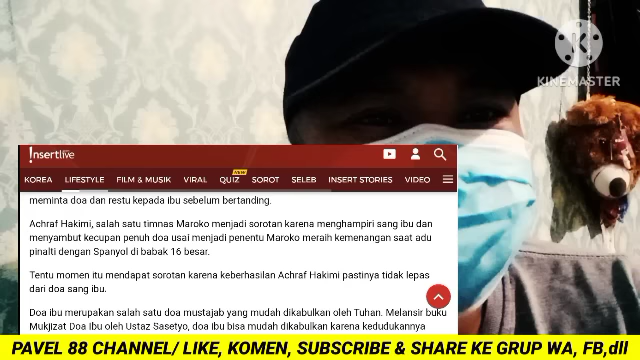 KINEMASTER
Insertlive
KOREA LIFESTYLE FILM & MUSIK VIRAL QUIZ NEW SOROT SELEB INSERT STORIES VIDEO
meminta doa dan restu kepada ibu sebelum bertanding.
Achraf Hakimi, salah satu timnas Maroko menjadi sorotan karena menghampiri sang ibu dan
menyambut kecupan penuh doa usai menjadi penentu Maroko meraih kemenangan saat adu
pinalti dengan Spanyol di babak 16 besar.
Tentu momen itu mendapat sorotan karena keberhasilan Achraf Hakimi pastinya tidak lepas
dari doa sang ibu.
Doa ibu merupakan salah satu doa mustajab yang mudah dikabulkan oleh Tuhan. Melansir buku
Mukjizat Doa Ibu oleh Ustaz Sasetyo, doa ibu bisa mudah dikabulkan karena kedudukannya
PAVEL 88 CHANNEL/ LIKE, KOMEN, SUBSCRIBE & SHARE KE GRUP WA, FB,dll